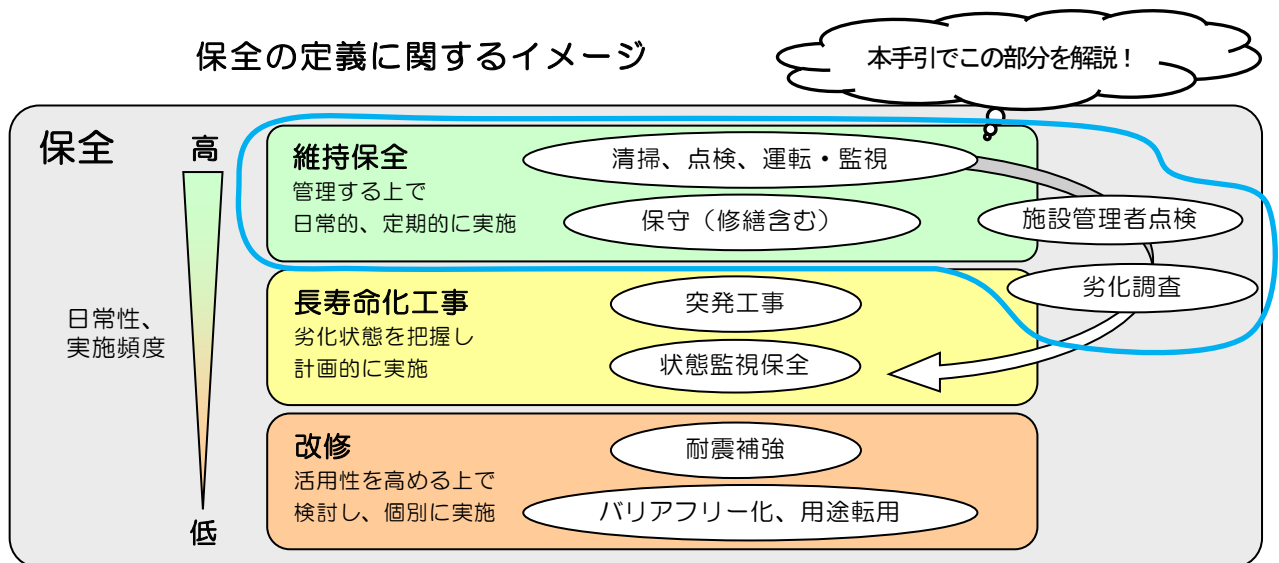 保全の定義に関するイメージ
本手引でこの部分を解説！
保全
高
維持保全
管理する上で
日常的、定期的に実施
清掃、点検、運転・監視
保守（修繕含む）
施設管理者点検
劣化調査
日常性、
実施頻度
長寿命化工事
劣化状態を把握し
計画的に実施
突発工事
状態監視保全
改修
活用性を高める上で
検討し、個別に実施
耐震補強
バリアフリー化、用途転用
低